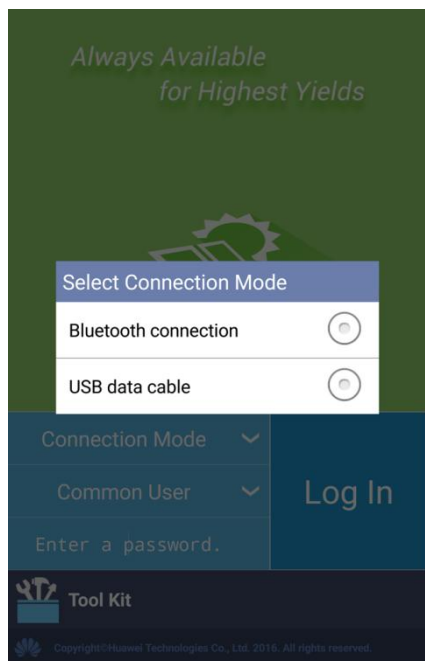 Always Available
for Highest Yields
Select Connection Mode
Bluetooth connection
USB data cable
Connection Mode
Common User
Log In
Enter a password.
Tool Kit
Copyright©Huawei Technologies Co., Ltd. 2016. All rights reserved.